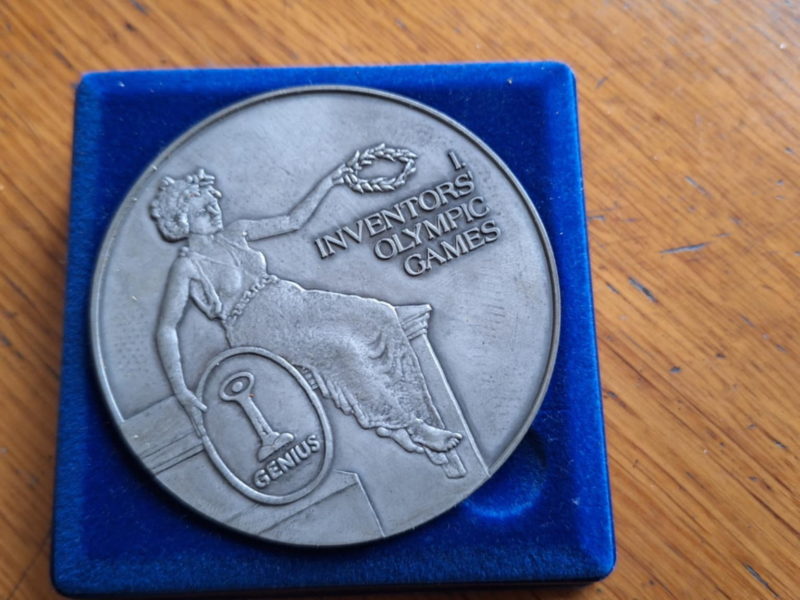 I.
INVENTORS'
OLYMPIC
GAMES
GENIUS